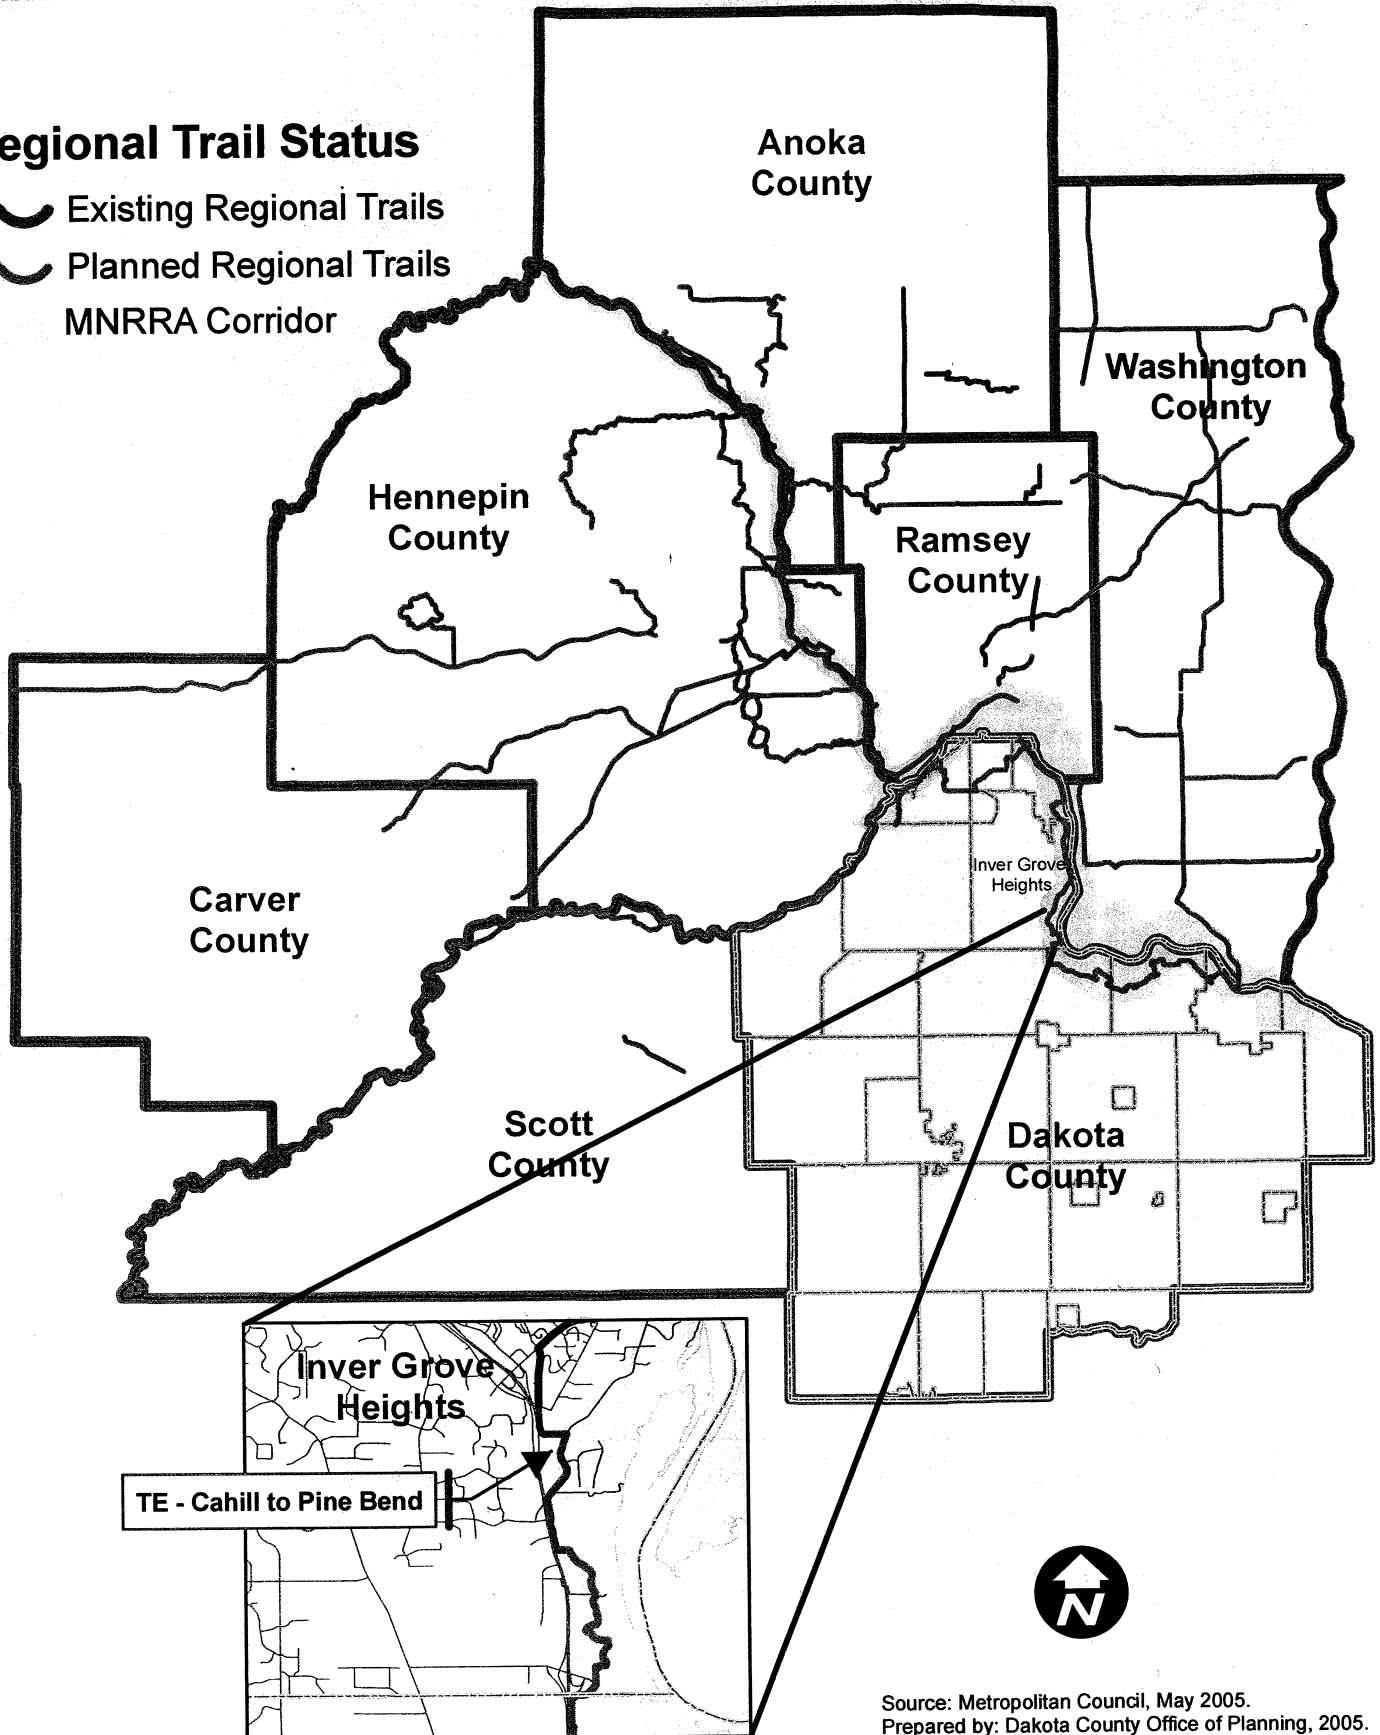 egional Trail Status
Existing Regional Trails
Planned Regional Trails
MNRRA Corridor
Anoka
County
Washington
County
Hennepin
County
Ramsey
County
Inver Grove
Heights
Carver
County
Scott
County
Dakota
County
Inver Grove
Heights
TE - Cahill to Pine Bend
N
Source: Metropolitan Council, May 2005.
Prepared by: Dakota County Office of Planning, 2005.